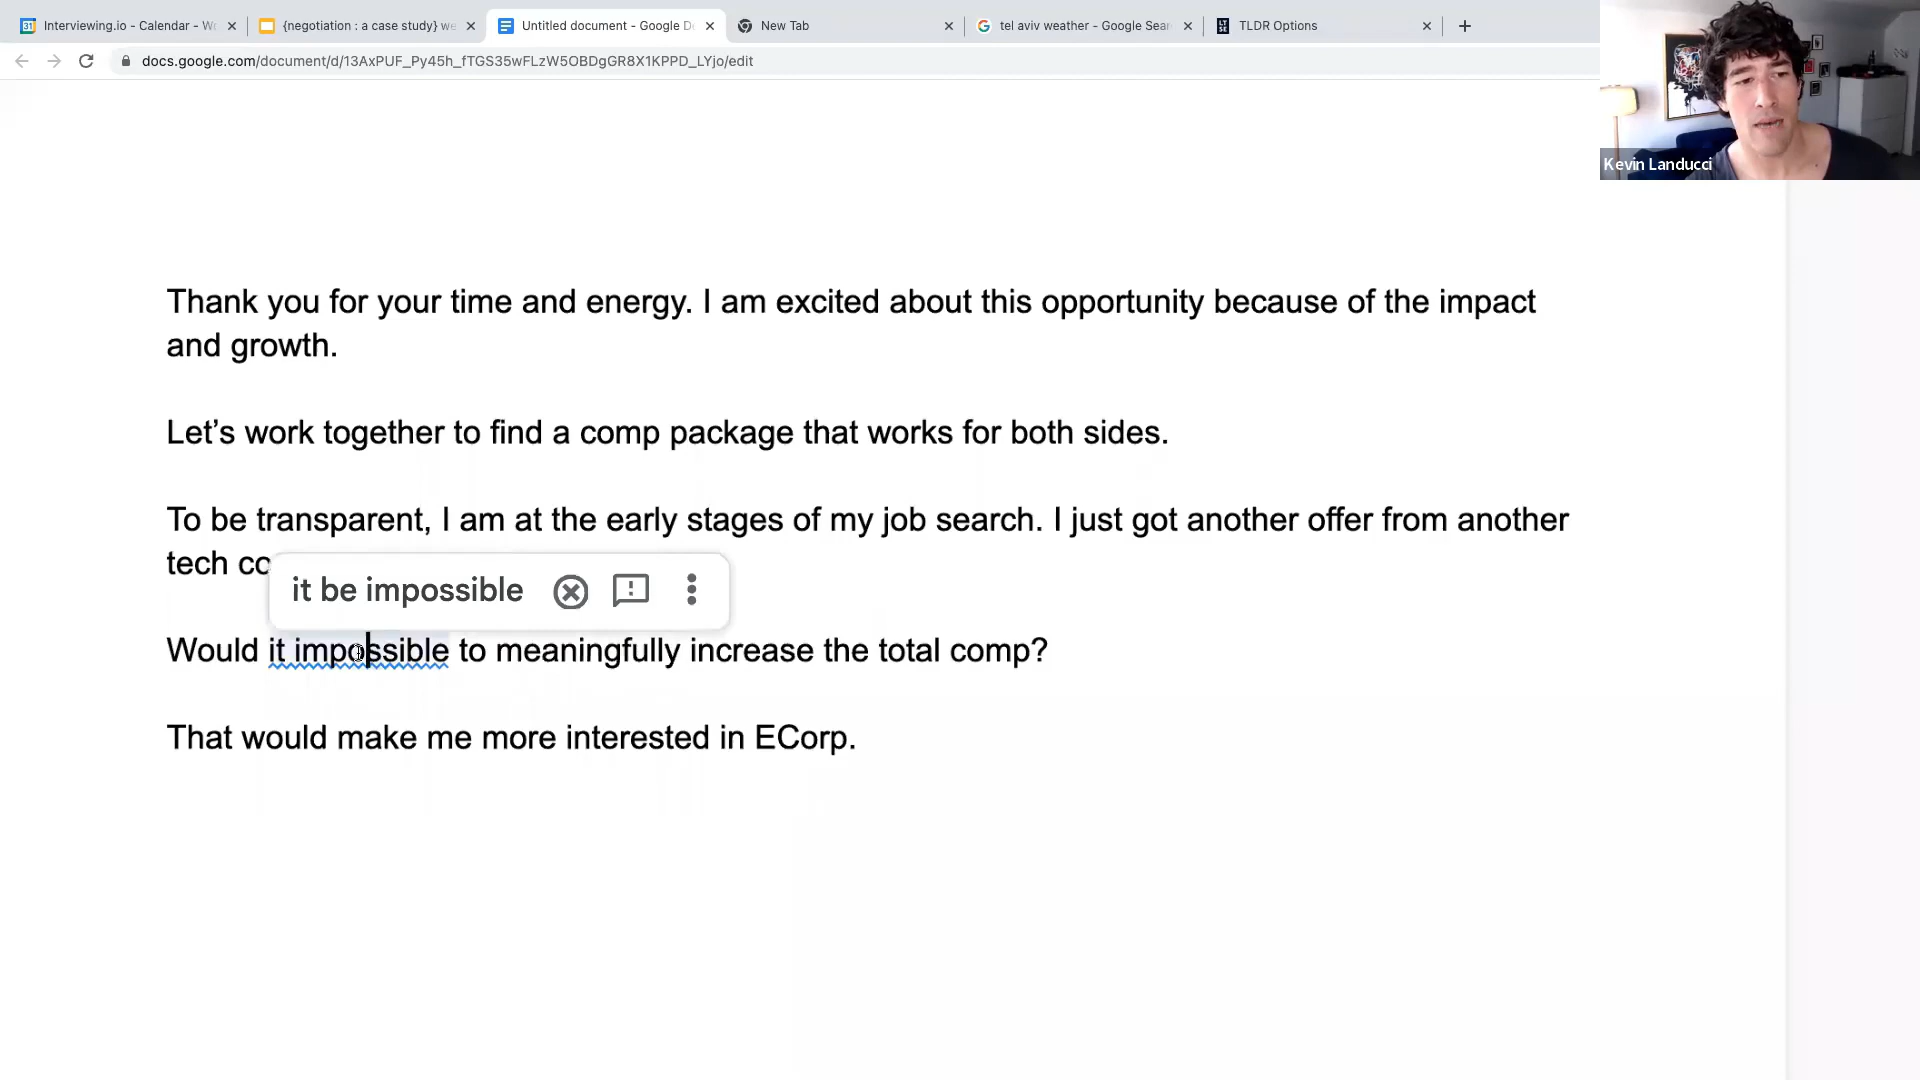 Interviewing.io - Calendar - W
{negotiation : a case study} we
Untitled document - Google D
New Tab
tel aviv weather - Google Sear
TLDR Options
docs.google.com/document/d/13AxPUF_Py45h_fTGS35wFLzW5OBDgGR8X1KPPD_LYjo/edit
Kevin Landucci
Thank you for your time and energy. I am excited about this opportunity because of the impact
and growth.
Let’s work together to find a comp package that works for both sides.
To be transparent, I am at the early stages of my job search. I just got another offer from another
tech co
it be impossible
Would it impossible to meaningfully increase the total comp?
That would make me more interested in ECorp.